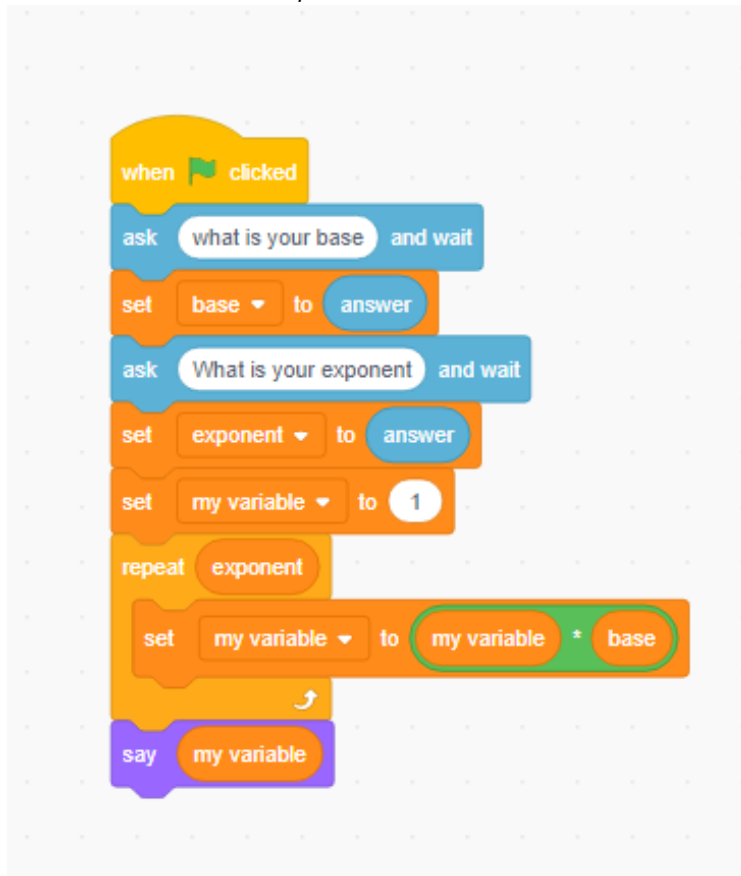 when clicked
ask what is your base and wait
set base to answer
ask What is your exponent and wait
set exponent to answer
set my variable to 1
repeat exponent
set my variable to my variable * base
say my variable